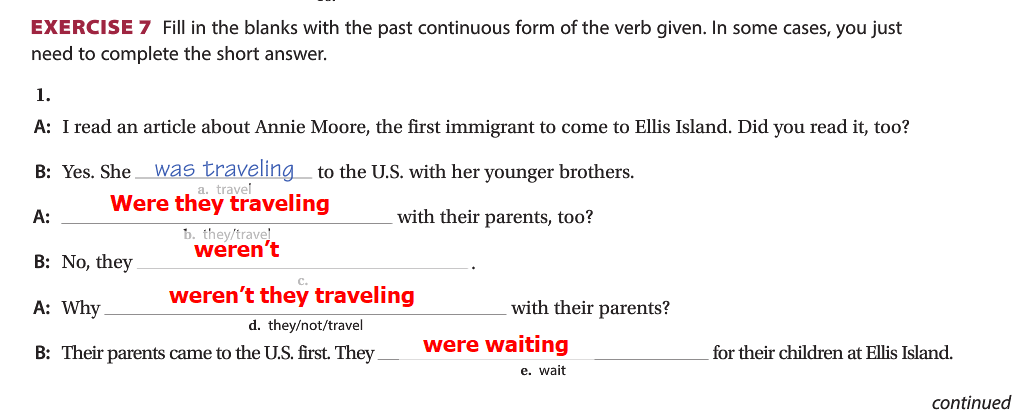 EXERCISE 7 Fill in the blanks with the past continuous form of the verb given. In some cases, you just
need to complete the short answer.
1.
A: I read an article about Annie Moore, the first immigrant to come to Ellis Island. Did you read it, too?
B: Yes. She was traveling to the U.S. with her younger brothers.
a. travel
A: Were they traveling with their parents, too?
b. they/travel
B: No, they weren't .
c.
A: Why weren't they traveling with their parents?
d. they/not/travel
B: Their parents came to the U.S. first. They were waiting for their children at Ellis Island.
e. wait
continued